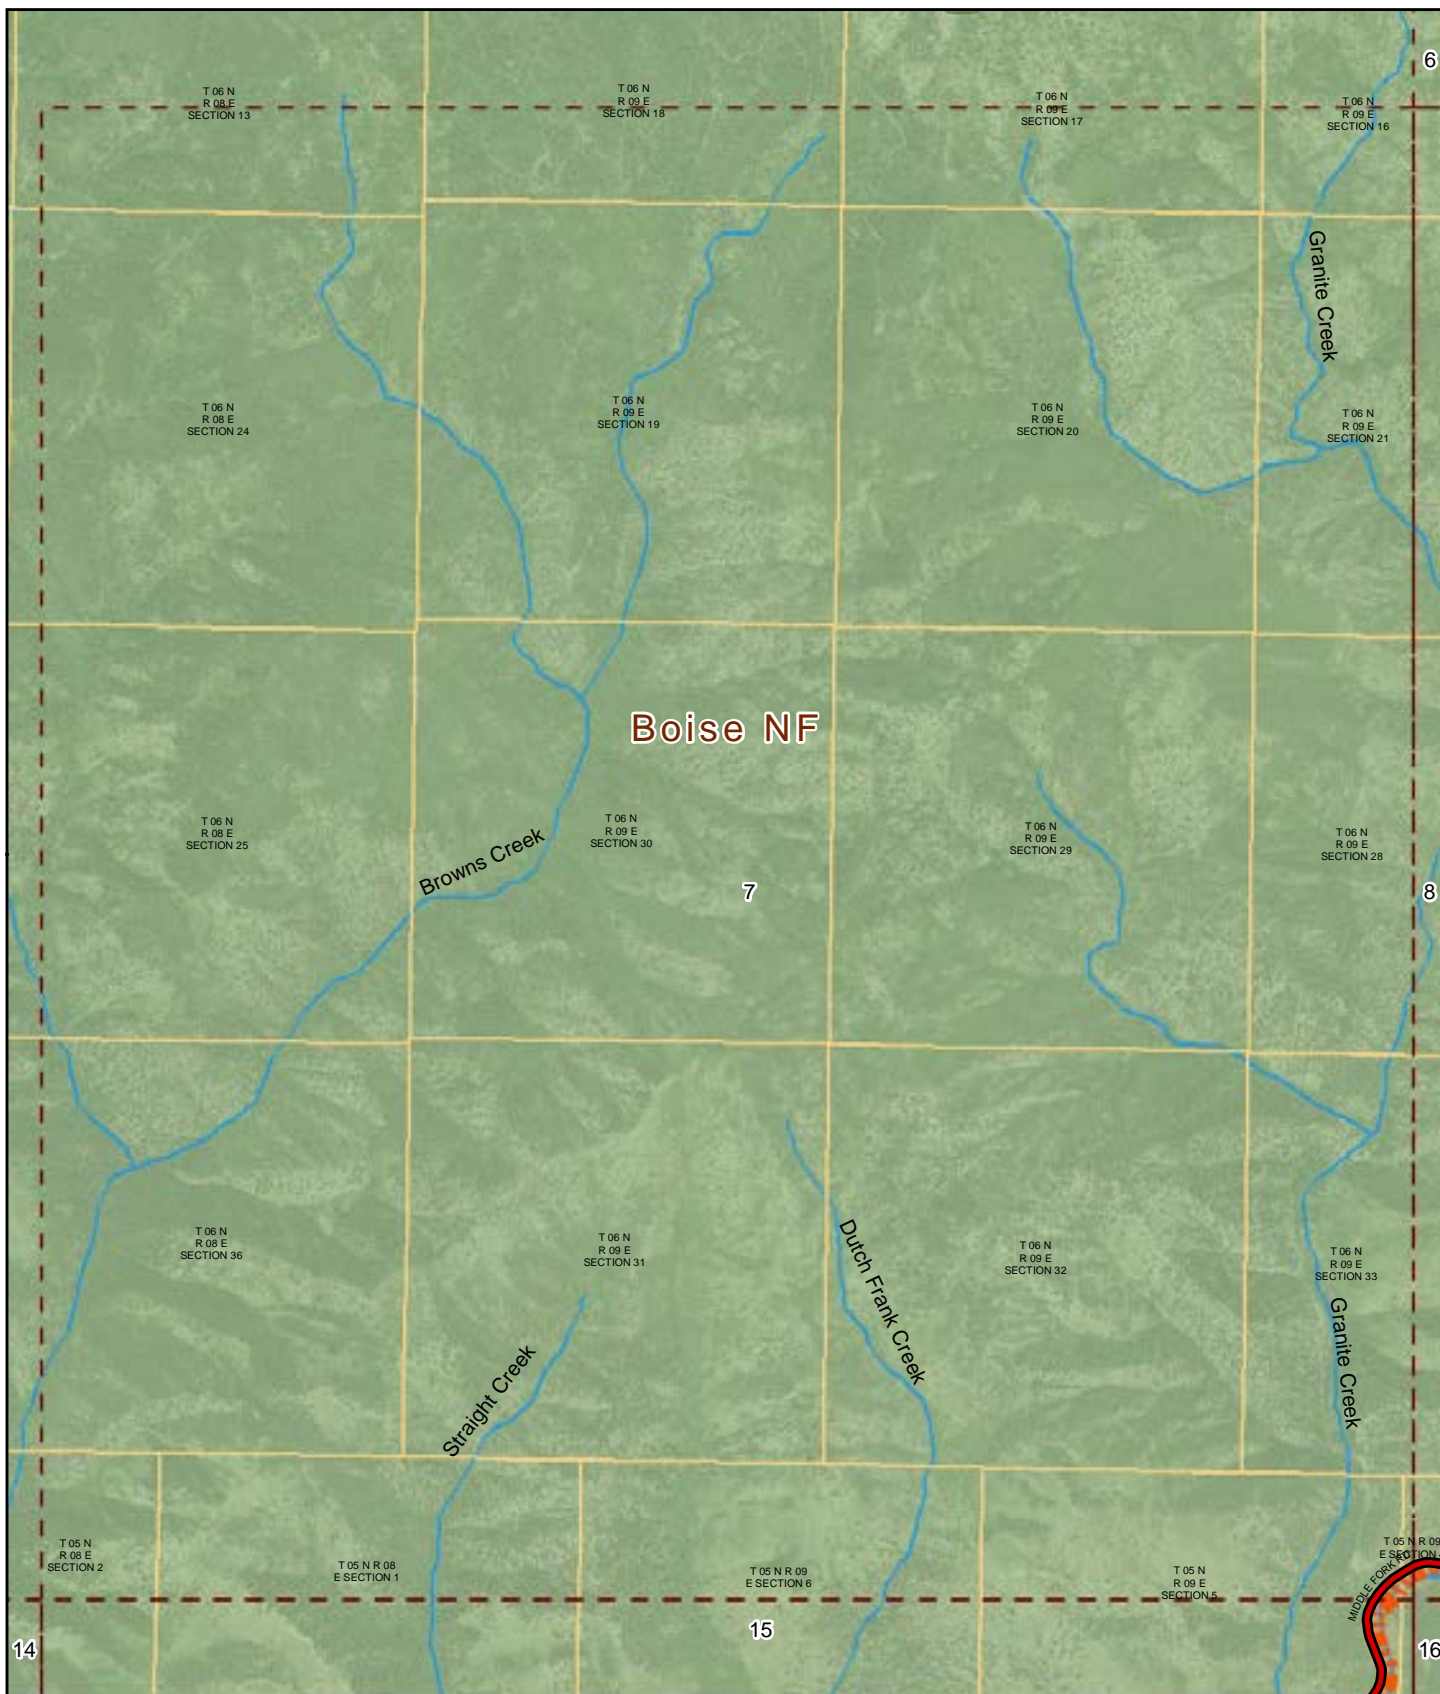 6
T 06 N
R 08 E
SECTION 13
T 06 N
R 09 E
SECTION 18
T 06 N
R 09 E
SECTION 17
T 06 N
R 09 E
SECTION 16
Granite Creek
T 06 N
R 08 E
SECTION 24
T 06 N
R 09 E
SECTION 19
T 06 N
R 09 E
SECTION 20
T 06 N
R 09 E
SECTION 21
Boise NF
T 06 N
R 08 E
SECTION 25
Browns Creek
T 06 N
R 09 E
SECTION 30
T 06 N
R 09 E
SECTION 29
T 06 N
R 09 E
SECTION 28
7
8
T 06 N
R 08 E
SECTION 36
T 06 N
R 09 E
SECTION 31
Dutch Frank Creek
T 06 N
R 09 E
SECTION 32
T 06 N
R 09 E
SECTION 33
Straight Creek
Granite Creek
T 05 N
R 08 E
SECTION 2
T 05 N R 08
E SECTION 1
T 05 N R 09
E SECTION 6
T 05 N
R 09 E
SECTION 5
T 05 N R 09
E SECTION
MIDDLE FORK
14
15
16